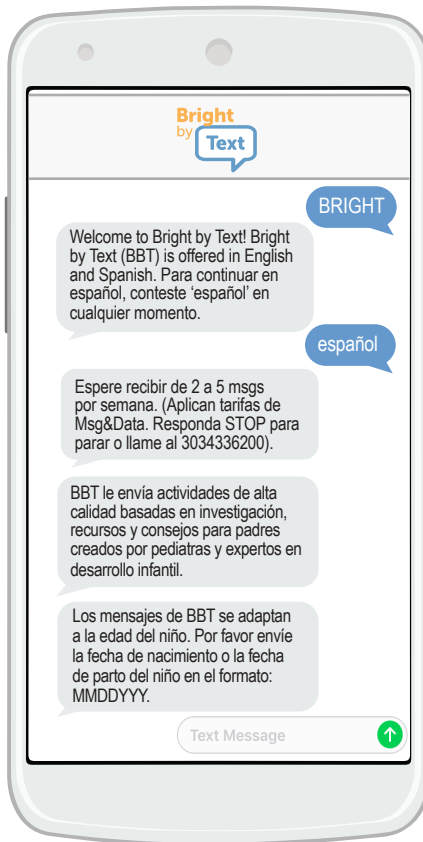 Bright
by Text
BRIGHT
Welcome to Bright by Text! Bright
by Text (BBT) is offered in English
and Spanish. Para continuar en
español, conteste ‘español’ en
cualquier momento.
español
Espere recibir de 2 a 5 msgs
por semana. (Aplican tarifas de
Msg&Data. Responda STOP para
parar o llame al 3034336200).
BBT le envía actividades de alta
calidad basadas en investigación,
recursos y consejos para padres
creados por pediatras y expertos en
desarrollo infantil.
Los mensajes de BBT se adaptan
a la edad del niño. Por favor envíe
la fecha de nacimiento o la fecha
de parto del niño en el formato:
MMDDYYY.
Text Message